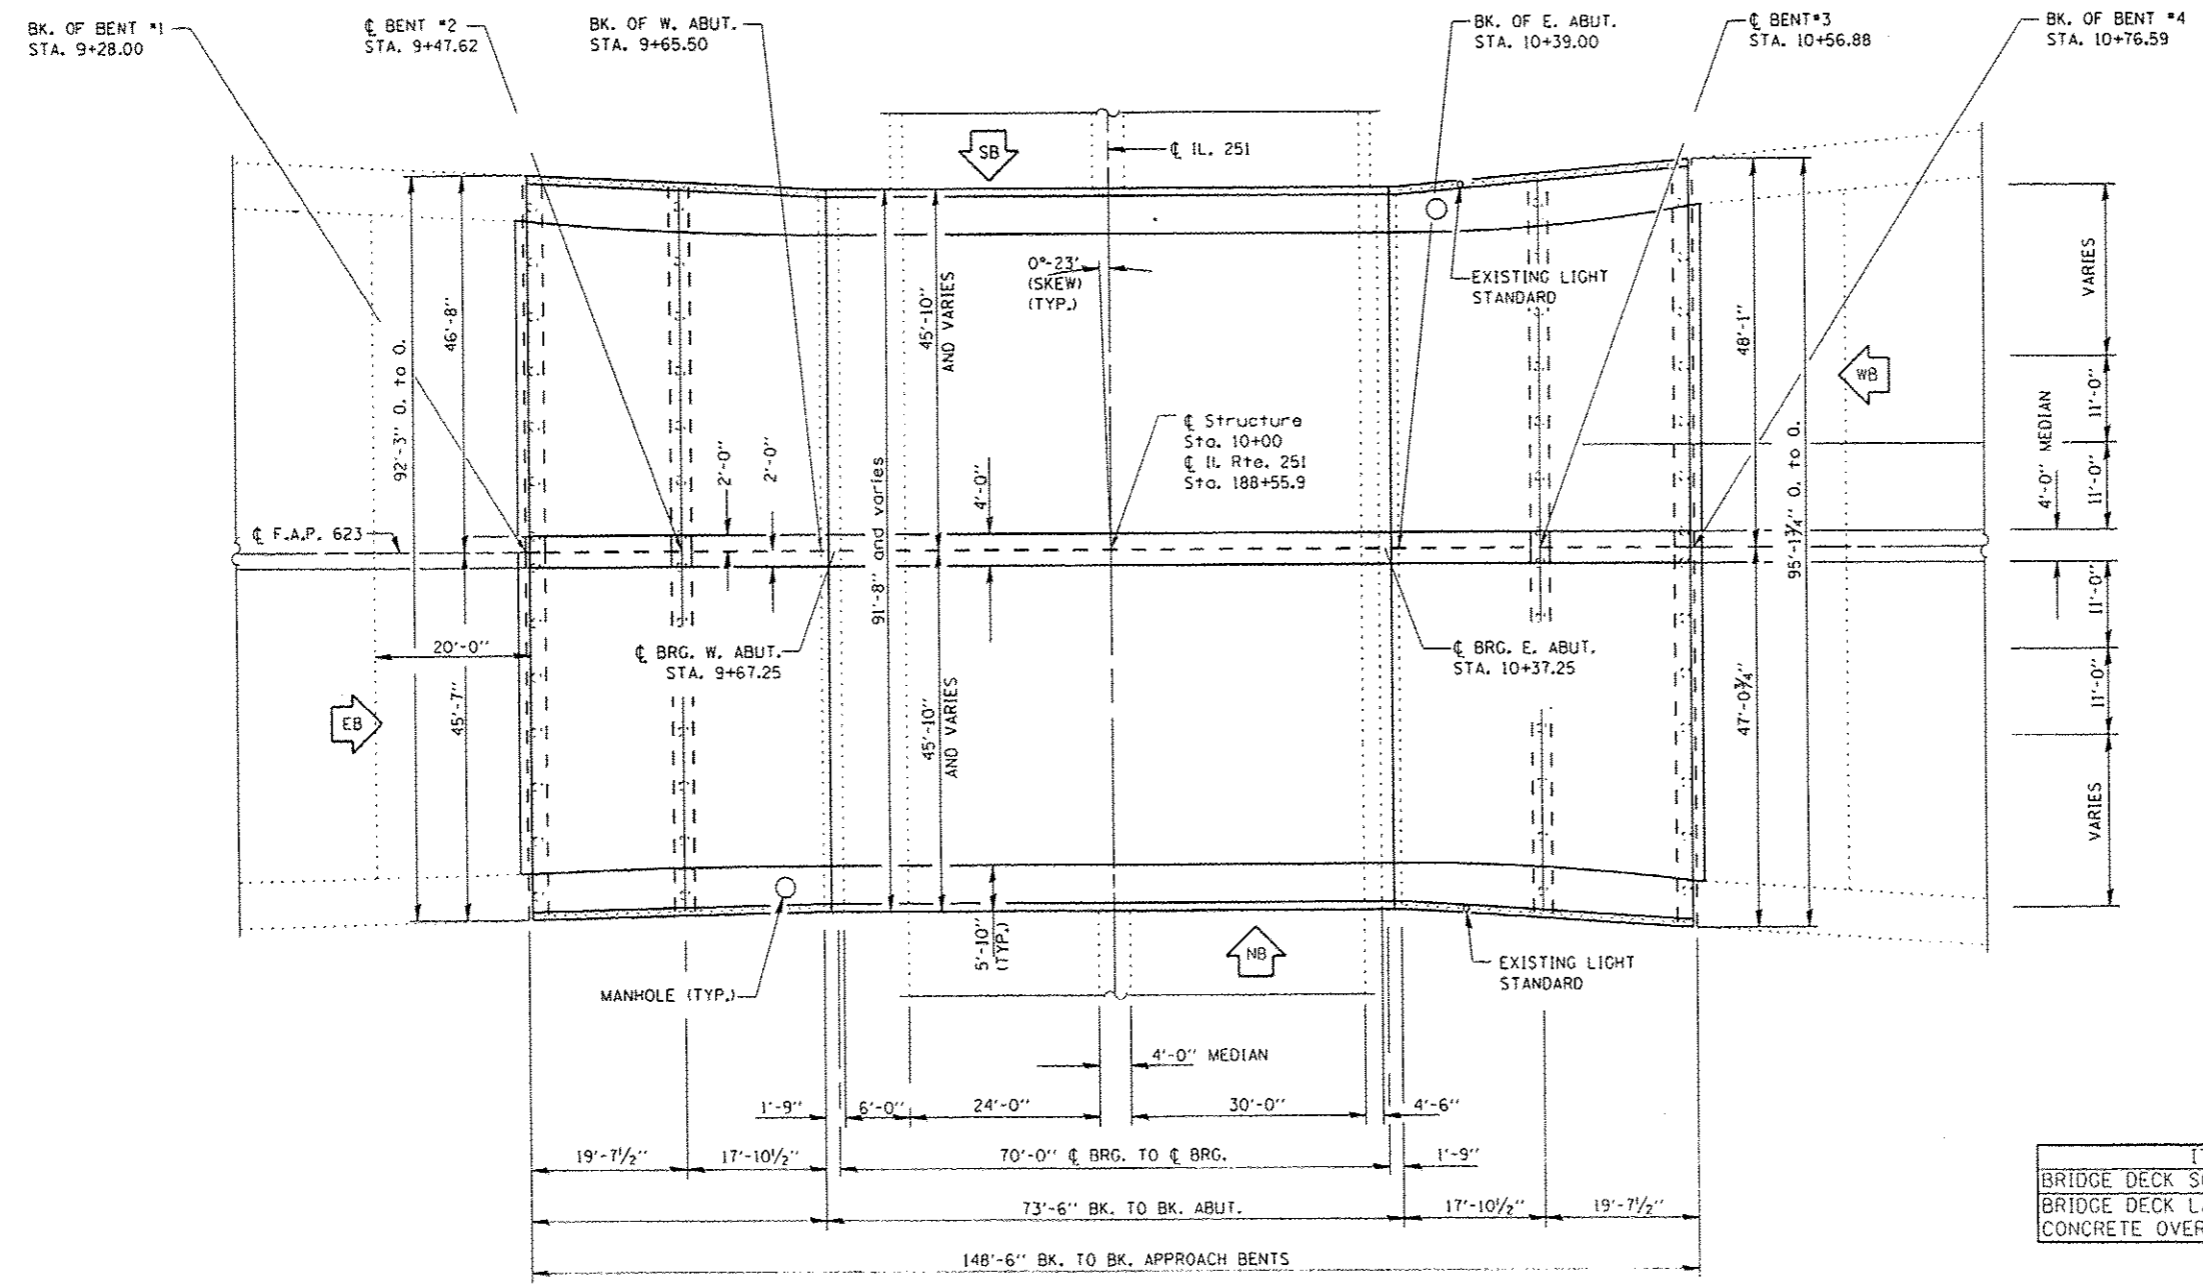 BK. OF BENT #1
STA. 9+28.00
℄ BENT #2
STA. 9+47.62
BK. OF W. ABUT.
STA. 9+65.50
BK. OF E. ABUT.
STA. 10+39.00
℄ BENT #3
STA. 10+56.88
BK. OF BENT #4
STA. 10+76.59
SB
℄ IL. 251
0°-23'
(SKEW)
(TYP.)
EXISTING LIGHT
STANDARD
92'-3" O. to O.
46'-8"
45'-10"
AND VARIES
48'-1"
WB
VARIES
11'-0"
4'-0" MEDIAN
11'-0"
℄ Structure
Sta. 10+00
℄ IL Rte. 251
Sta. 188+55.9
95'-1¾" O. to O.
2'-0"
2'-0"
4'-0"
91'-8" and varies
℄ F.A.P. 623
20'-0"
℄ BRG. W. ABUT.
STA. 9+67.25
℄ BRG. E. ABUT.
STA. 10+37.25
11'-0"
11'-0"
EB
45'-7"
45'-10"
AND VARIES
47'-0¾"
VARIES
5'-10"
(TYP.)
NB
MANHOLE (TYP.)
EXISTING LIGHT
STANDARD
4'-0" MEDIAN
1'-9"
6'-0"
24'-0"
30'-0"
4'-6"
19'-7½"
17'-10½"
70'-0" ℄ BRG. TO ℄ BRG.
1'-9"
73'-6" BK. TO BK. ABUT.
17'-10½"
19'-7½"
148'-6" BK. TO BK. APPROACH BENTS
BRIDGE DECK
BRIDGE DECK
CONCRETE